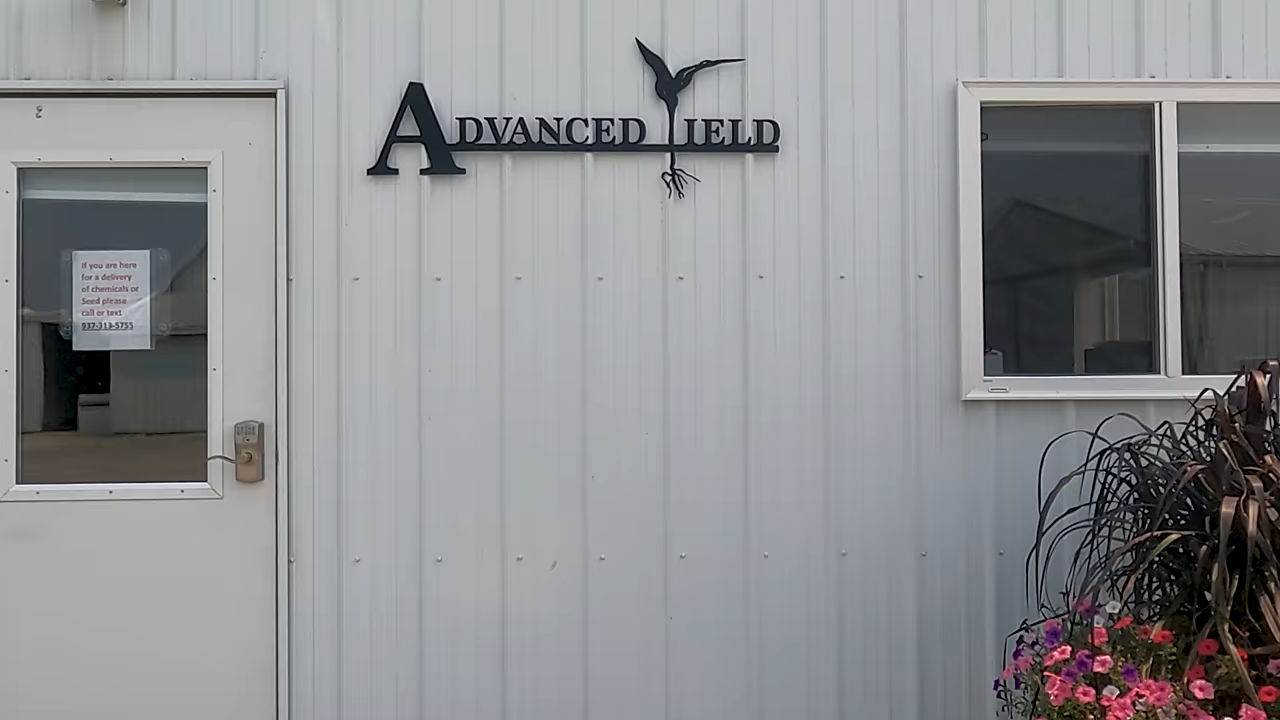 ADVANCED YIELD
If you are here
for a delivery
of chemicals or
Seed please
call or text
937-313-5755